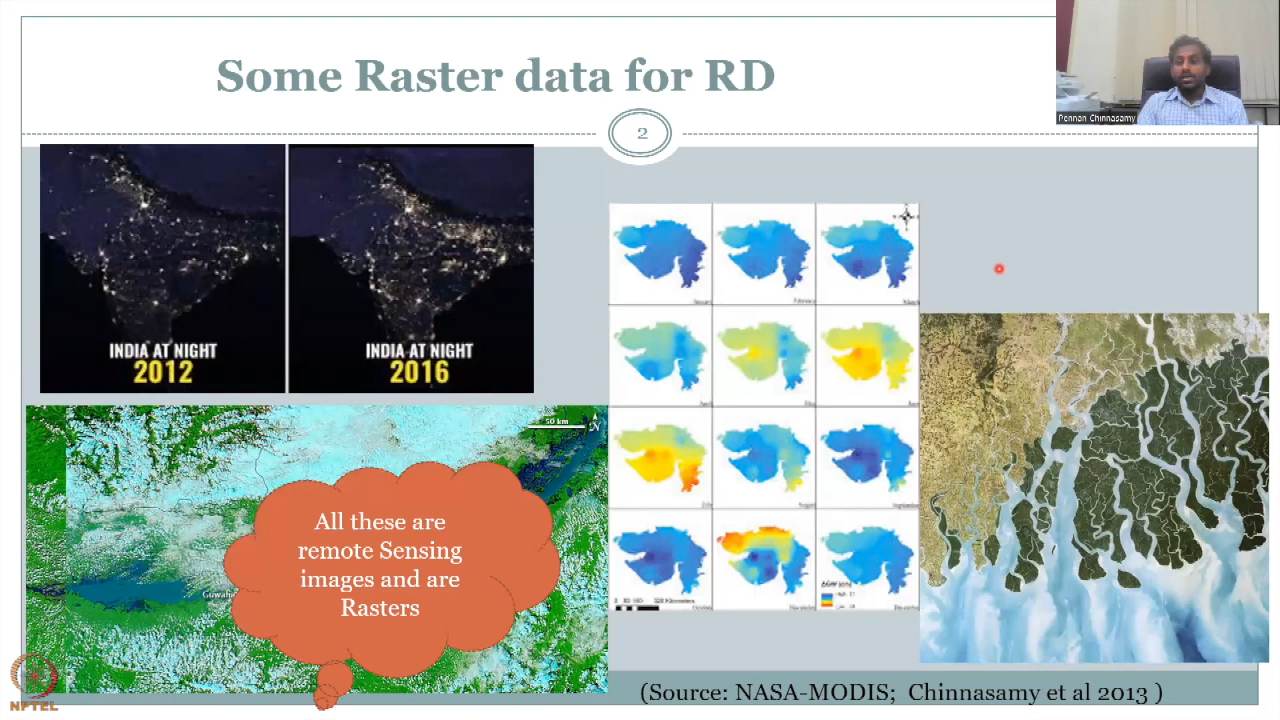 Some Raster data for RD
Pennan Chinnasamy
2
INDIA AT NIGHT
2012
INDIA AT NIGHT
2016
50 km
N
All these are
remote Sensing
images and are
Rasters
(Source: NASA-MODIS; Chinnasamy et al 2013 )
NPTEL